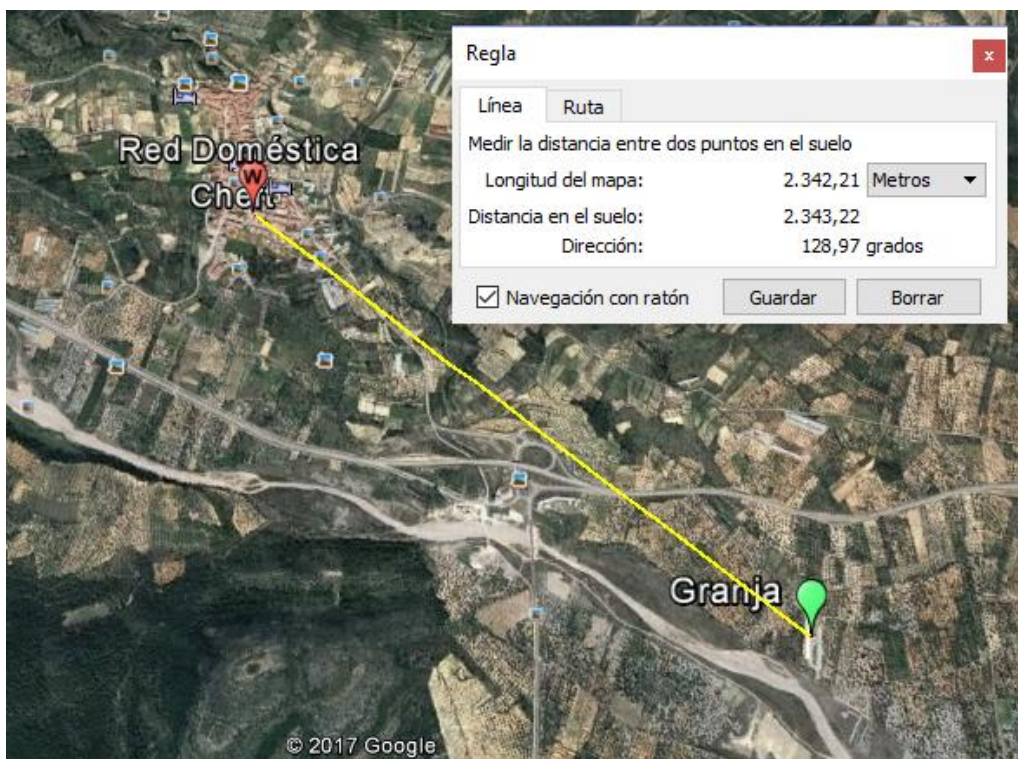 Regla
x
Línea Ruta
Medir la distancia entre dos puntos en el suelo
Longitud del mapa: 2.342,21 Metros
Distancia en el suelo: 2.343,22
Dirección: 128,97 grados
Navegación con ratón Guardar Borrar
Red Doméstica
W
Chert
Granja
© 2017 Google